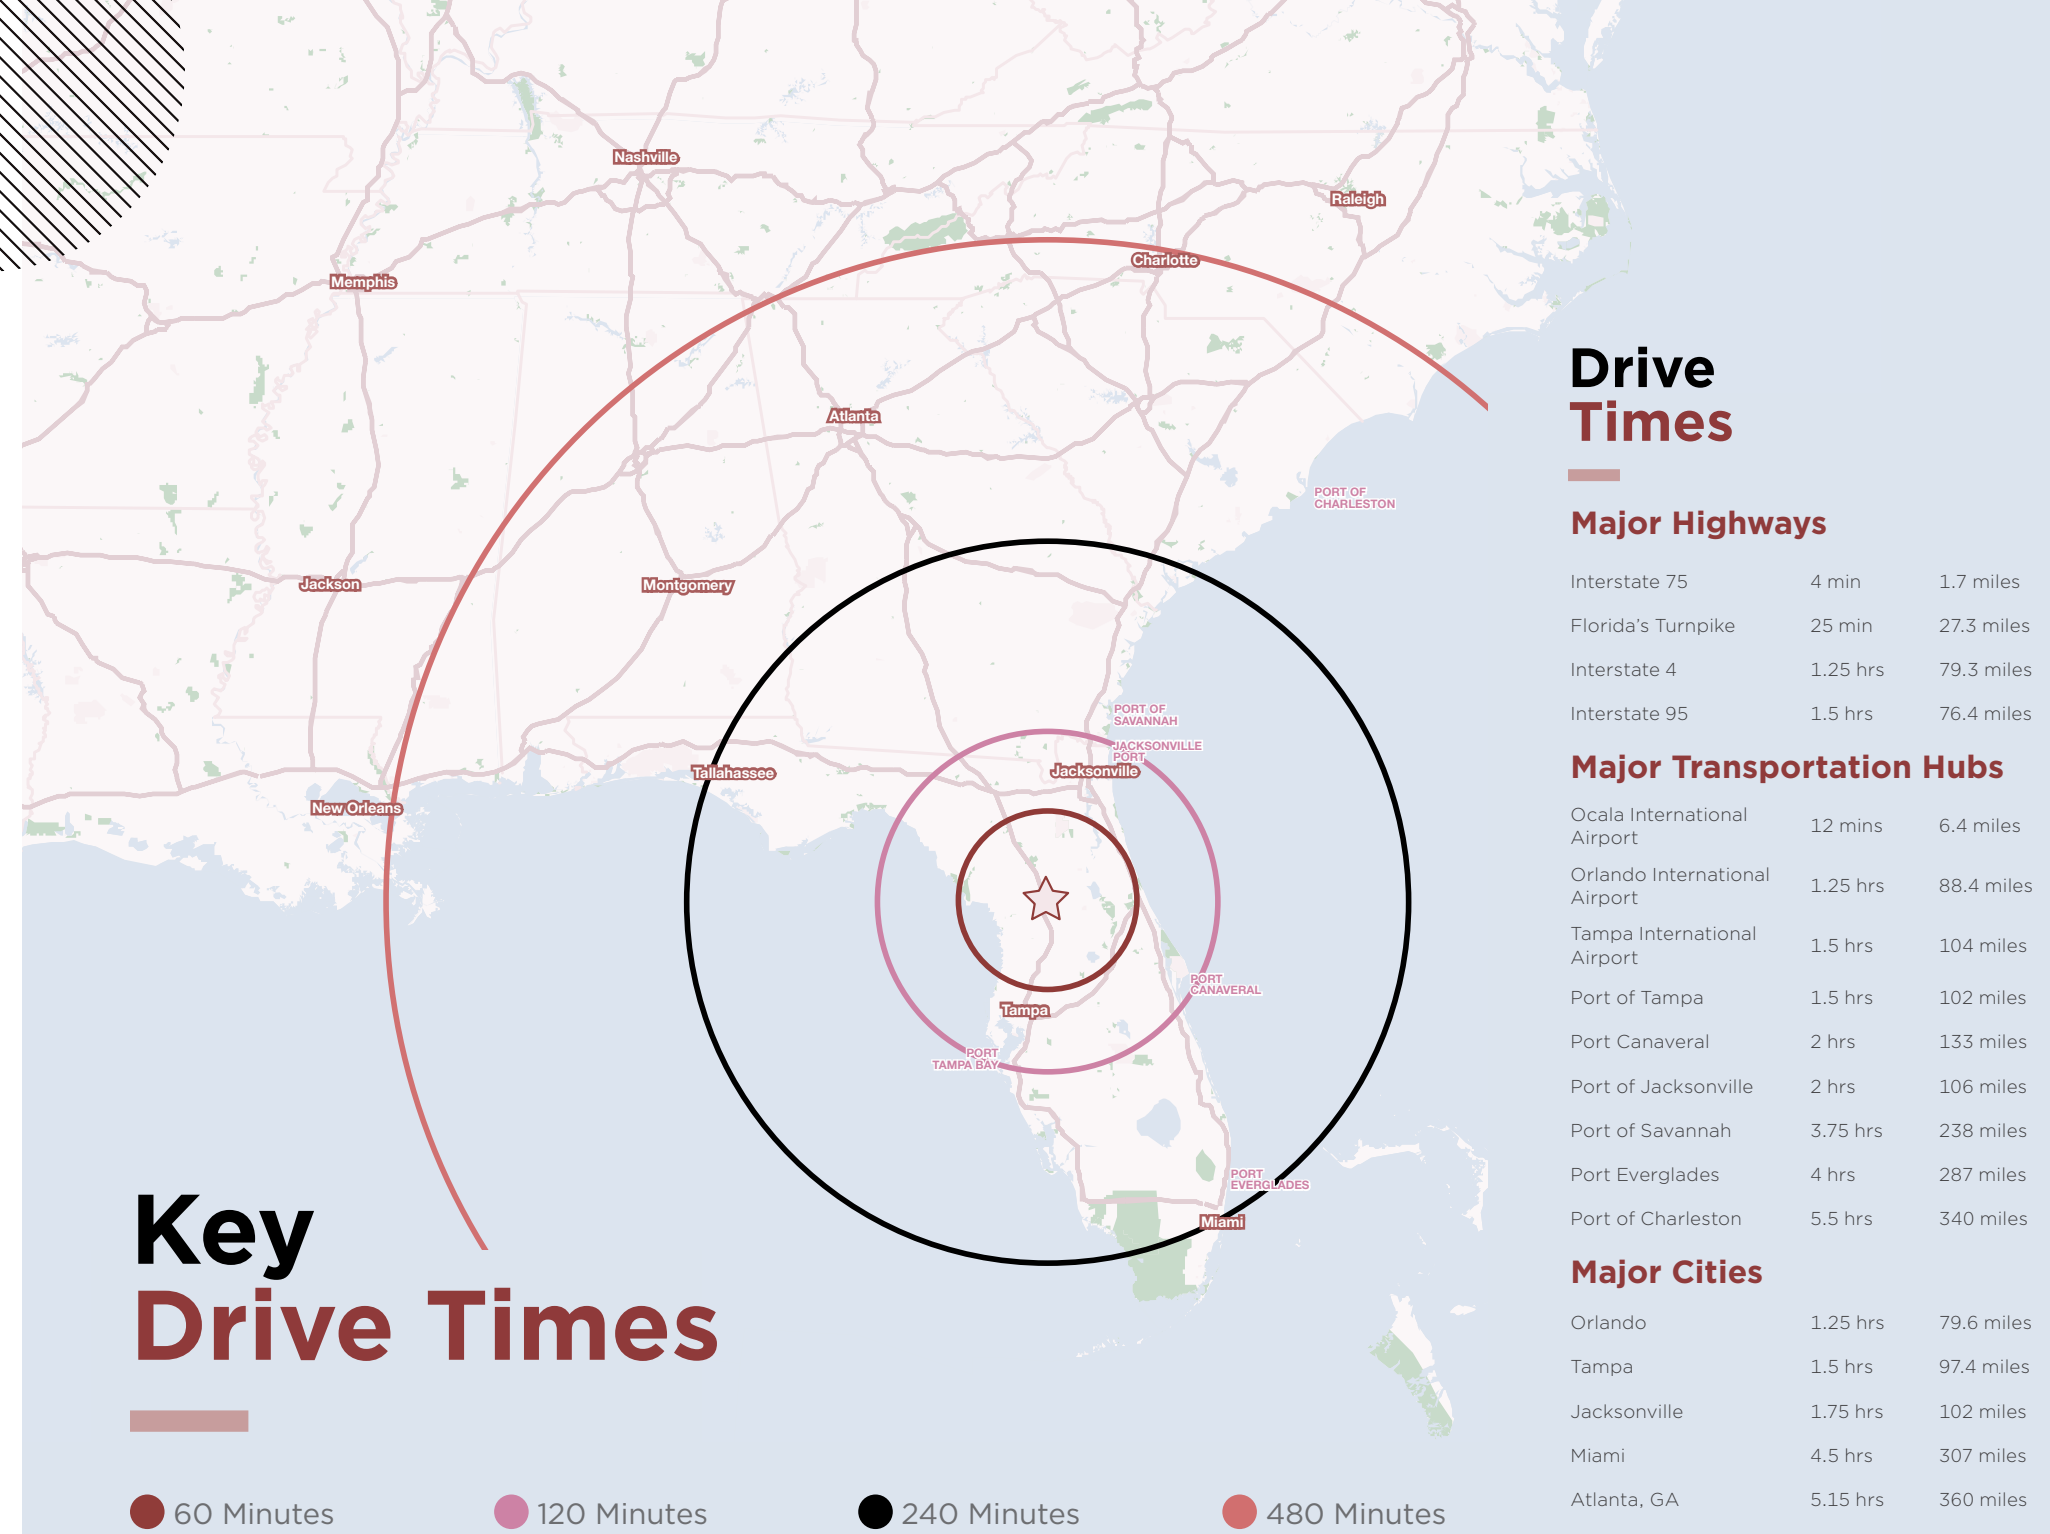 Nashville
Raleigh
Charlotte
Memphis
Atlanta
PORT OF
CHARLESTON
Jackson
Montgomery
PORT OF
SAVANNAH
JACKSONVILLE
PORT
Jacksonville
Tallahassee
New Orleans
PORT
CANAVERAL
Tampa
PORT
TAMPA BAY
PORT
EVERGLADES
Miami
Key
Drive Times
60 Minutes
120 Minutes
240 Minutes
480 Minutes
Drive
Times
Major Highways
Interstate 75 4 min 1.7 miles
Florida’s Turnpike 25 min 27.3 miles
Interstate 4 1.25 hrs 79.3 miles
Interstate 95 1.5 hrs 76.4 miles
Major Transportation Hubs
Ocala International
Airport 12 mins 6.4 miles
Orlando International
Airport 1.25 hrs 88.4 miles
Tampa International
Airport 1.5 hrs 104 miles
Port of Tampa 1.5 hrs 102 miles
Port Canaveral 2 hrs 133 miles
Port of Jacksonville 2 hrs 106 miles
Port of Savannah 3.75 hrs 238 miles
Port Everglades 4 hrs 287 miles
Port of Charleston 5.5 hrs 340 miles
Major Cities
Orlando 1.25 hrs 79.6 miles
Tampa 1.5 hrs 97.4 miles
Jacksonville 1.75 hrs 102 miles
Miami 4.5 hrs 307 miles
Atlanta, GA 5.15 hrs 360 miles